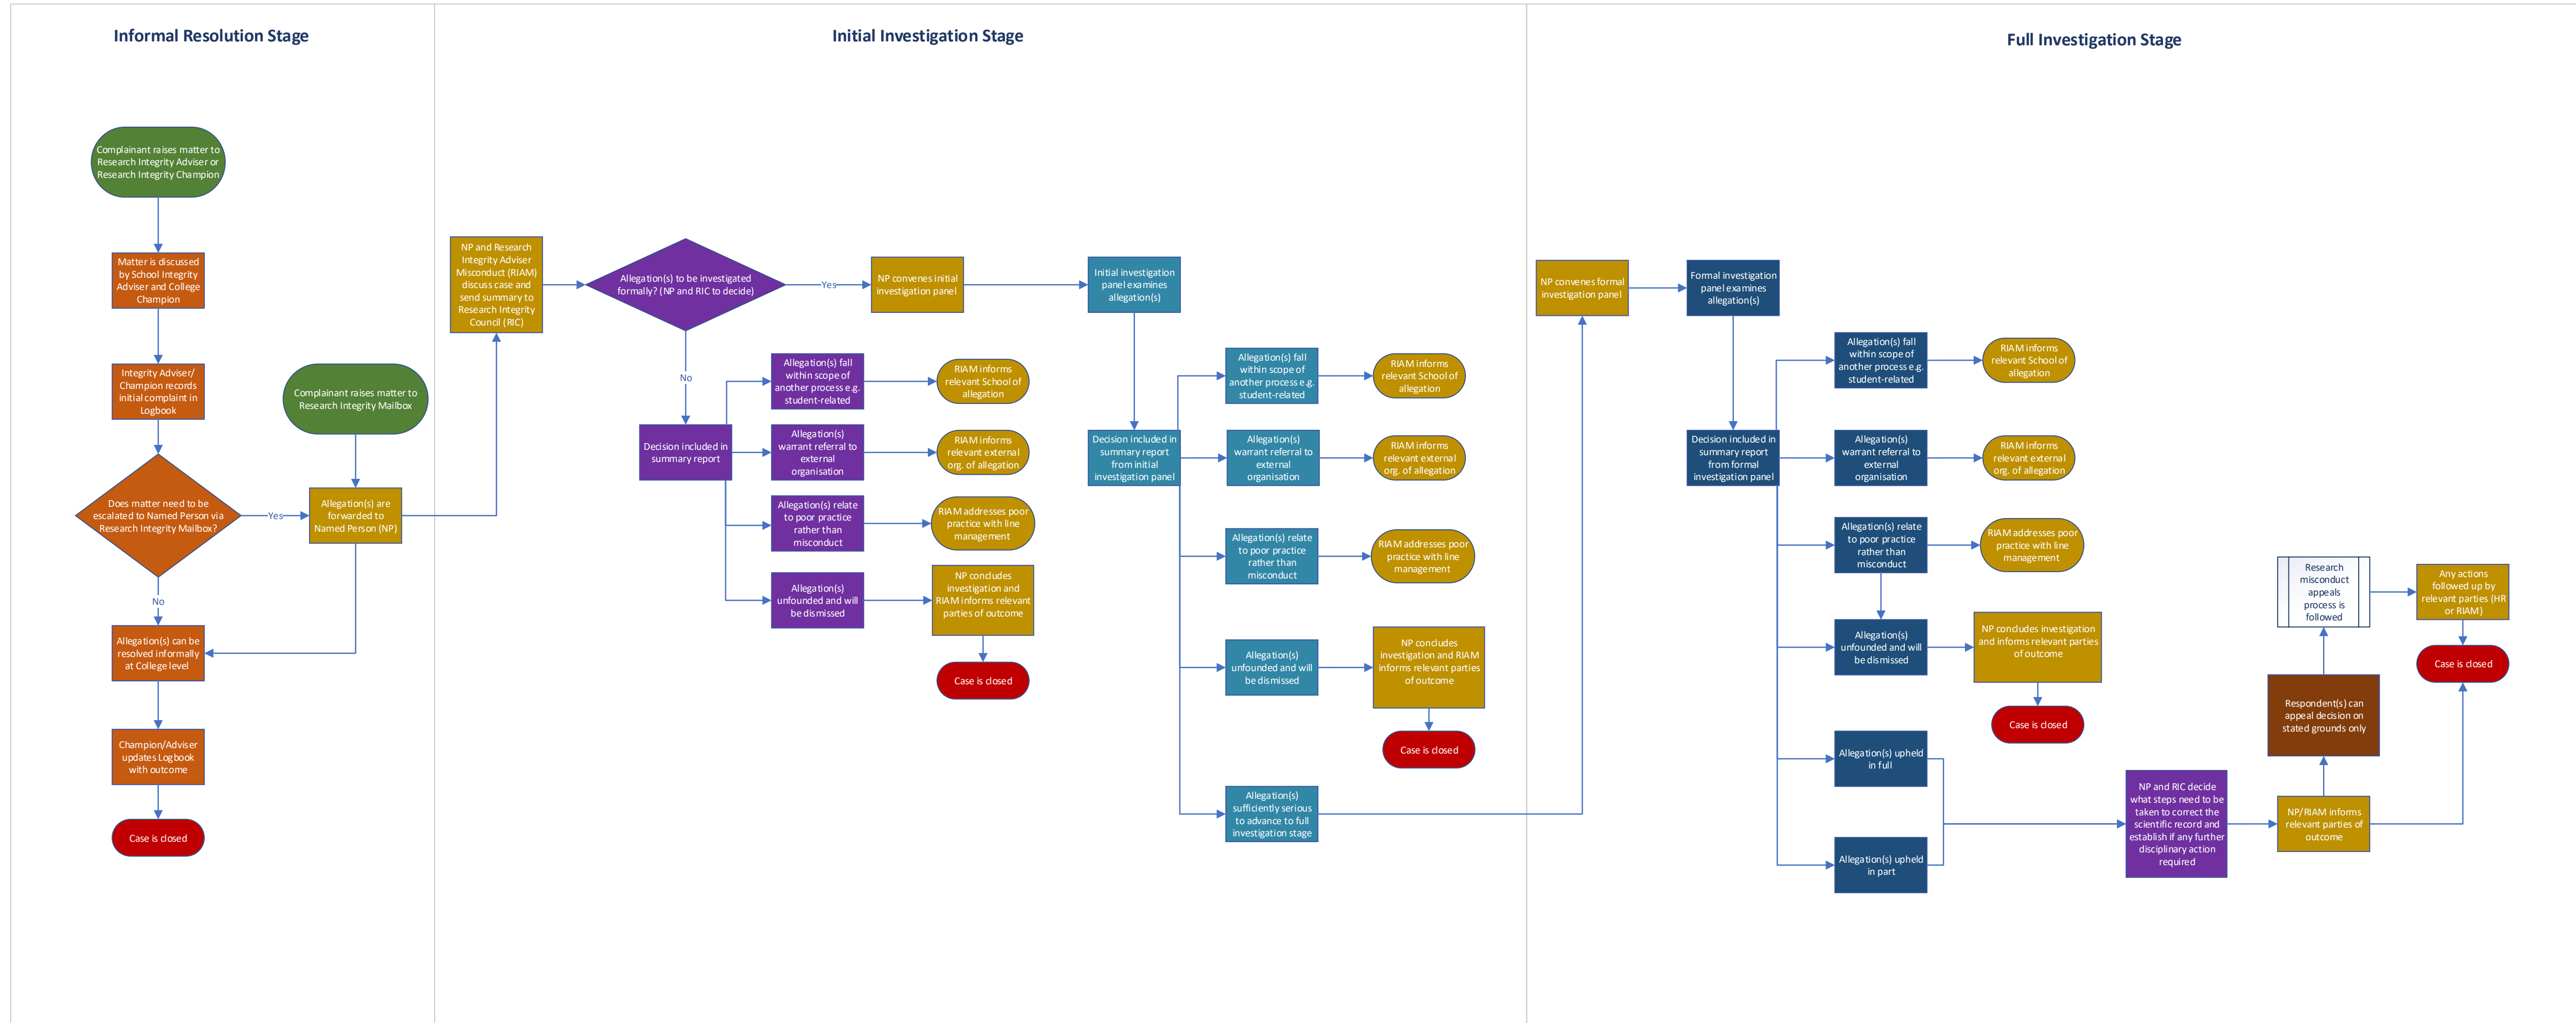 Informal Resolution Stage
Complainant raises matter to
Research Integrity Adviser or
Research Integrity Champion
Matter is discussed
by School Integrity
Adviser and College
Champion
Integrity Adviser/
Champion records
initial complaint in
Logbook
Complainant raises matter to
Research Integrity Mailbox
Does matter need to be
escalated to Named Person via
Research Integrity Mailbox?
Yes
Allegation(s) are
forwarded to
Named Person (NP)
No
Allegation(s) can be
resolved informally
at College level
Champion/Adviser
updates Logbook
with outcome
Case is closed
Initial Investigation Stage
NP and Research
Integrity Adviser
Misconduct (RIAM)
discuss case and
send summary to
Research Integrity
Council (RIC)
Allegation(s) to be investigated
formally? (NP and RIC to decide)
Yes
NP convenes initial
investigation panel
Initial investigation
panel examines
allegation(s)
No
Decision included in
summary report
Allegation(s) fall
within scope of
another process e.g.
student-related
RIAM informs
relevant School of
allegation
Allegation(s)
warrant referral to
external
organisation
RIAM informs
relevant external
org. of allegation
Allegation(s) relate
to poor practice
rather than
misconduct
RIAM addresses poor
practice with line
management
Allegation(s)
unfounded and will
be dismissed
NP concludes
investigation and
RIAM informs relevant
parties of outcome
Case is closed
Decision included in
summary report
from initial
investigation panel
Allegation(s) fall
within scope of
another process e.g.
student-related
RIAM informs
relevant School of
allegation
Allegation(s)
warrant referral to
external
organisation
RIAM informs
relevant external
org. of allegation
Allegation(s) relate
to poor practice
rather than
misconduct
RIAM addresses poor
practice with line
management
Allegation(s)
unfounded and will
be dismissed
NP concludes
investigation and RIAM
informs relevant parties
of outcome
Case is closed
Allegation(s)
sufficiently serious
to advance to full
investigation stage
Full Investigation Stage
NP convenes formal
investigation panel
Formal investigation
panel examines
allegation(s)
Decision included in
summary report
from formal
investigation panel
Allegation(s) fall
within scope of
another process e.g.
student-related
RIAM informs
relevant School of
allegation
Allegation(s)
warrant referral to
external
organisation
RIAM informs
relevant external
org. of allegation
Allegation(s) relate
to poor practice
rather than
misconduct
RIAM addresses poor
practice with line
management
Allegation(s)
unfounded and will
be dismissed
NP concludes investigation
and informs relevant parties
of outcome
Case is closed
Allegation(s) upheld
in full
Allegation(s) upheld
in part
NP and RIC decide
what steps need to be
taken to correct the
scientific record and
establish if any further
disciplinary action
required
NP/RIAM informs
relevant parties of
outcome
Respondent(s) can
appeal decision on
stated grounds only
Research
misconduct
appeals
process is
followed
Any actions
followed up by
relevant parties (HR
or RIAM)
Case is closed